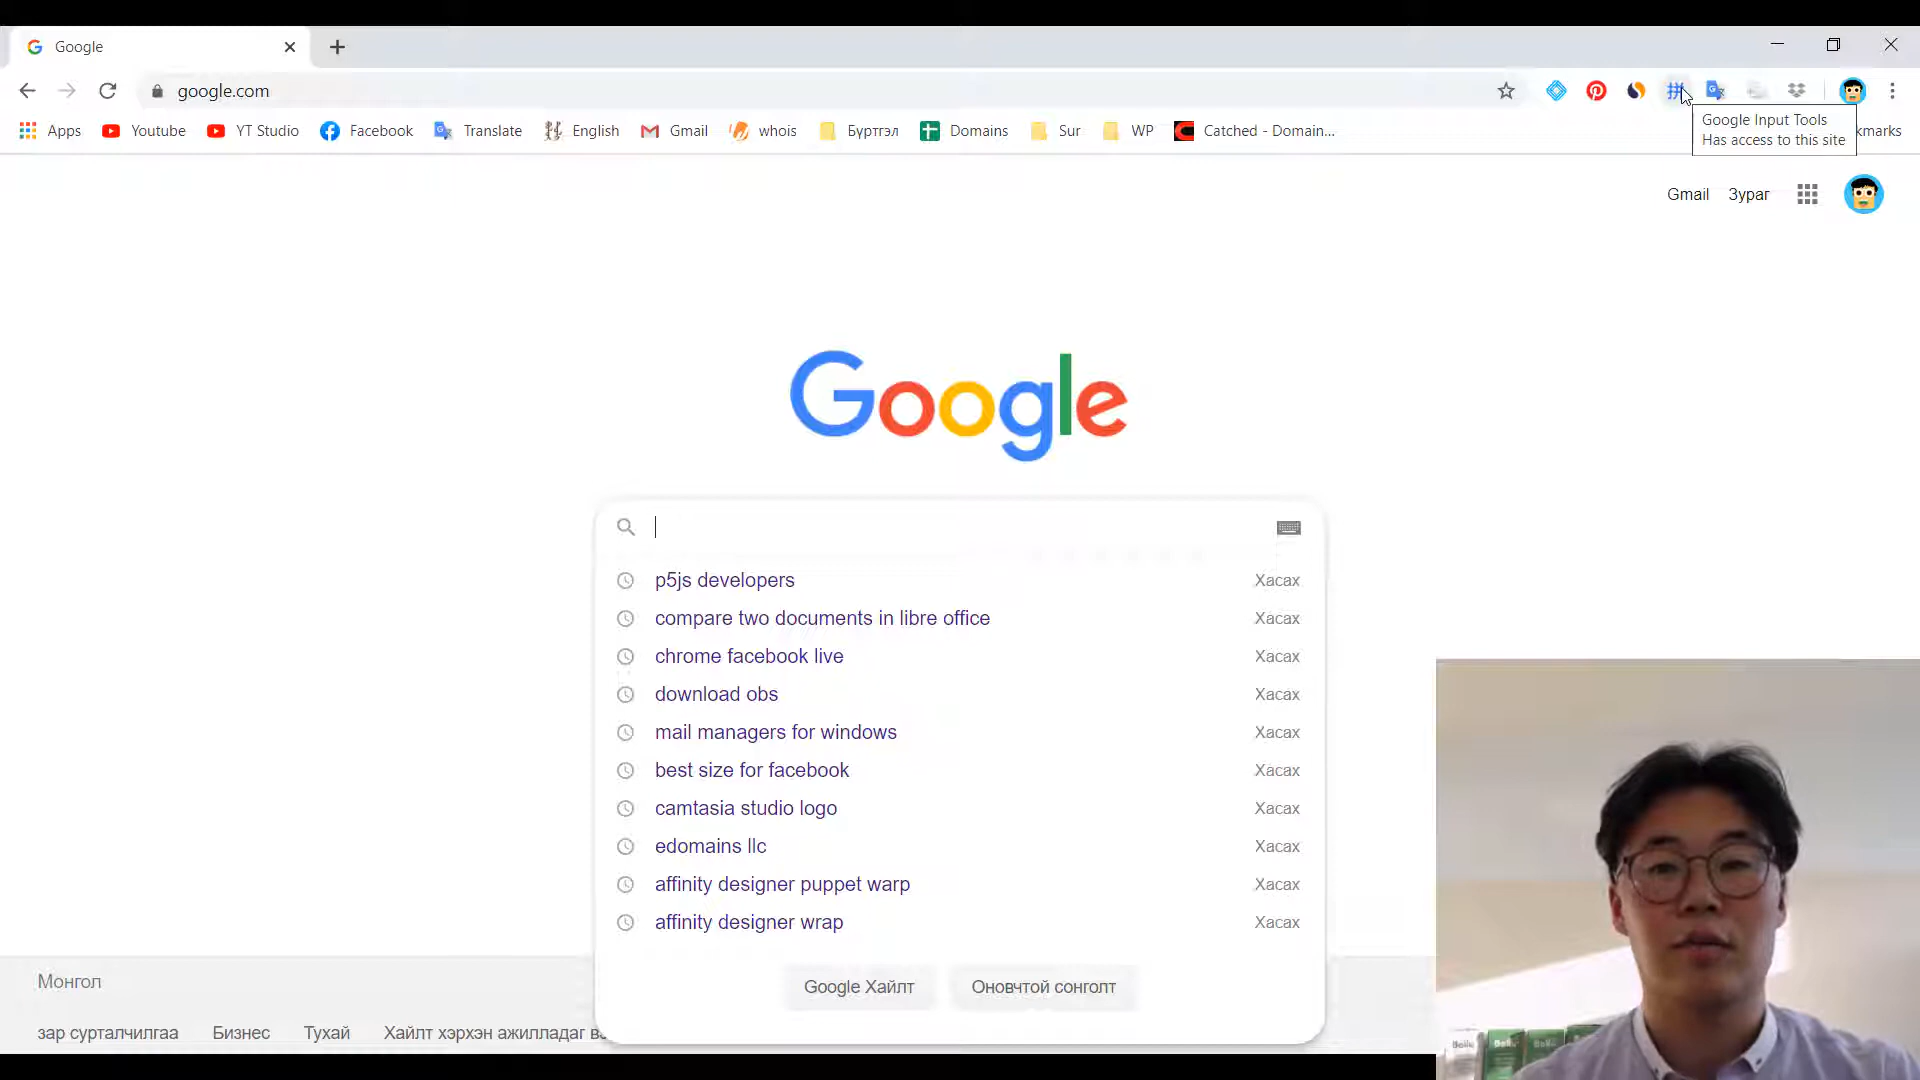 Google
google.com
Google Input Tools
Has access to this site
Apps Youtube YT Studio Facebook Translate English Gmail whois Бүртгэл Domains Sur WP Catched - Domain... kmarks
Gmail Зураг
Google
p5js developers Хасах
compare two documents in libre office Хасах
chrome facebook live Хасах
download obs Хасах
mail managers for windows Хасах
best size for facebook Хасах
camtasia studio logo Хасах
edomains llc Хасах
affinity designer puppet warp Хасах
affinity designer wrap Хасах
Google Хайлт Оновчтой сонголт
Монгол
зар сурталчилгаа Бизнес Тухай Хайлт хэрхэн ажилладаг вэ